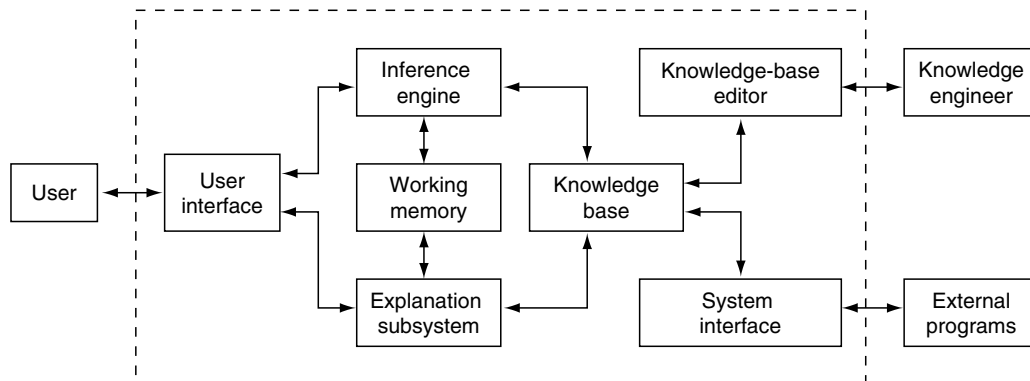 Inference
engine
Knowledge-base
editor
Knowledge
engineer
User
User
interface
Working
memory
Knowledge
base
Explanation
subsystem
System
interface
External
programs